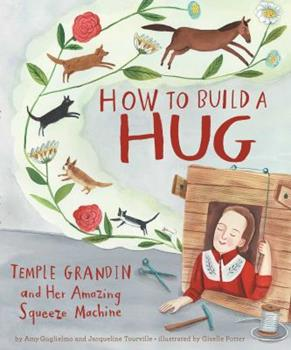 HOW TO BUILD A
HUG
TEMPLE GRANDIN
and Her Amazing
Squeeze Machine
by Amy Guglielmo and Jacqueline Tourville • illustrated by Giselle Potter